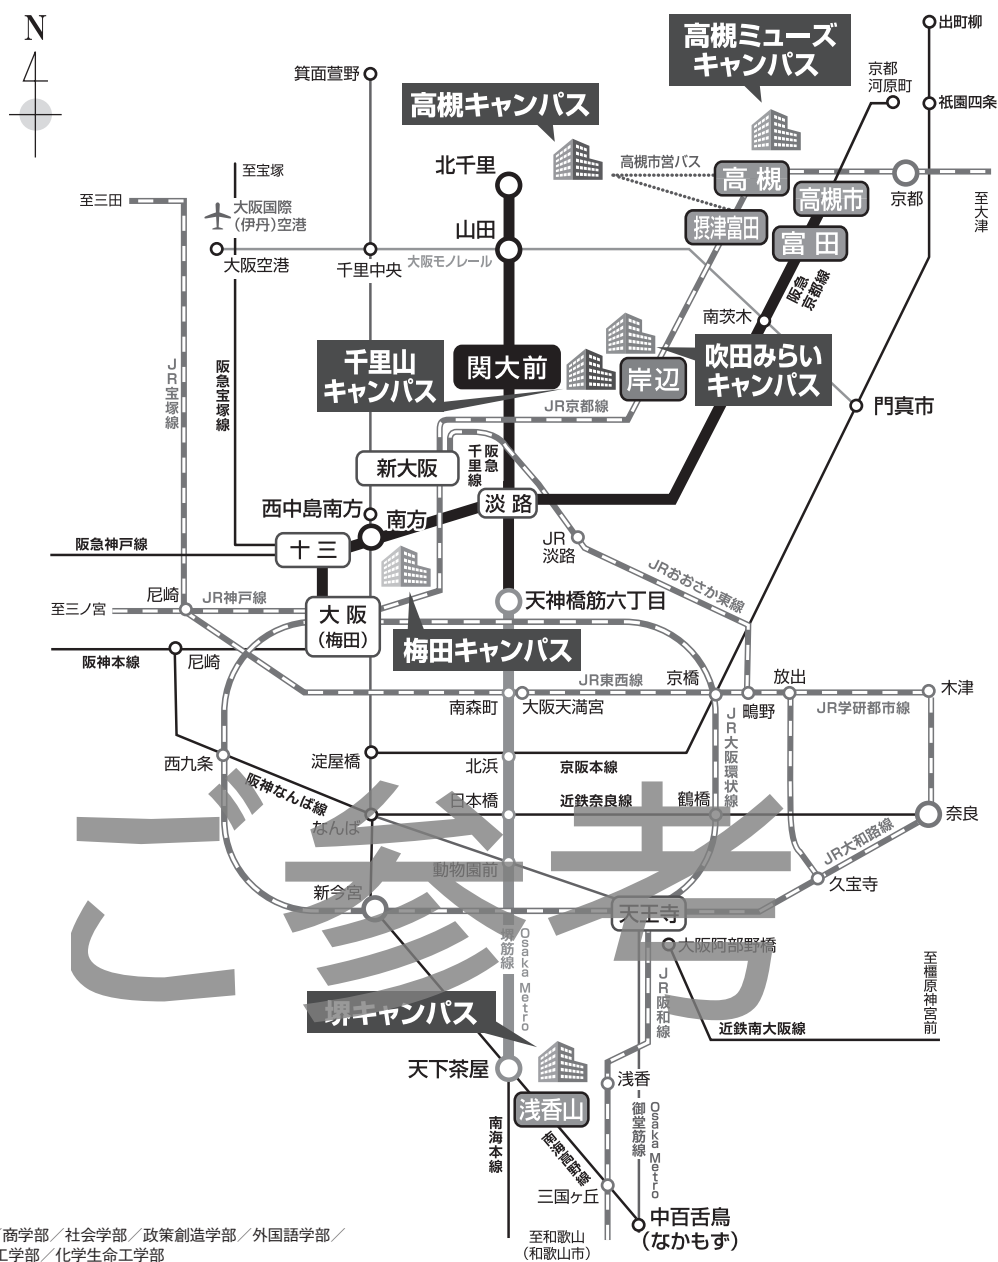 N
出町柳
高槻ミューズ
キャンパス
箕面萱野
京都
河原町
祇園四条
高槻キャンパス
北千里
高槻市営バス
高槻
高槻市
京都
至宝塚
至三田
大阪国際
(伊丹)空港
至大津
山田
摂津富田
富田
大阪空港
千里中央
大阪モノレール
阪急
京都線
南茨木
千里山
キャンパス
関大前
岸辺
吹田みらい
キャンパス
JR宝塚線
阪急宝塚線
JR京都線
門真市
新大阪
阪急
千里線
西中島南方
南方
淡路
十三
阪急神戸線
JR
淡路
JRおおさか東線
尼崎
JR神戸線
至三ノ宮
大阪
(梅田)
天神橋筋六丁目
梅田キャンパス
阪神本線
尼崎
JR東西線
京橋
放出
木津
南森町
大阪天満宮
鴫野
JR学研都市線
JR大阪環状線
西九条
淀屋橋
北浜
京阪本線
阪神なんば線
日本橋
近鉄奈良線
鶴橋
奈良
なんば
JR大和路線
動物園前
新今宮
久宝寺
天王寺
ご参考
ご意
堺筋線
Osaka Metro
大阪阿部野橋
至橿原神宮前
JR阪和線
堺キャンパス
近鉄南大阪線
天下茶屋
浅香
浅香山
南海本線
南海高野線
御堂筋線
Osaka Metro
三国ヶ丘
中百舌鳥
(なかもず)
至和歌山
(和歌山市)
商学部／社会学部／政策創造学部／外国語学部／
工学部／化学生命工学部